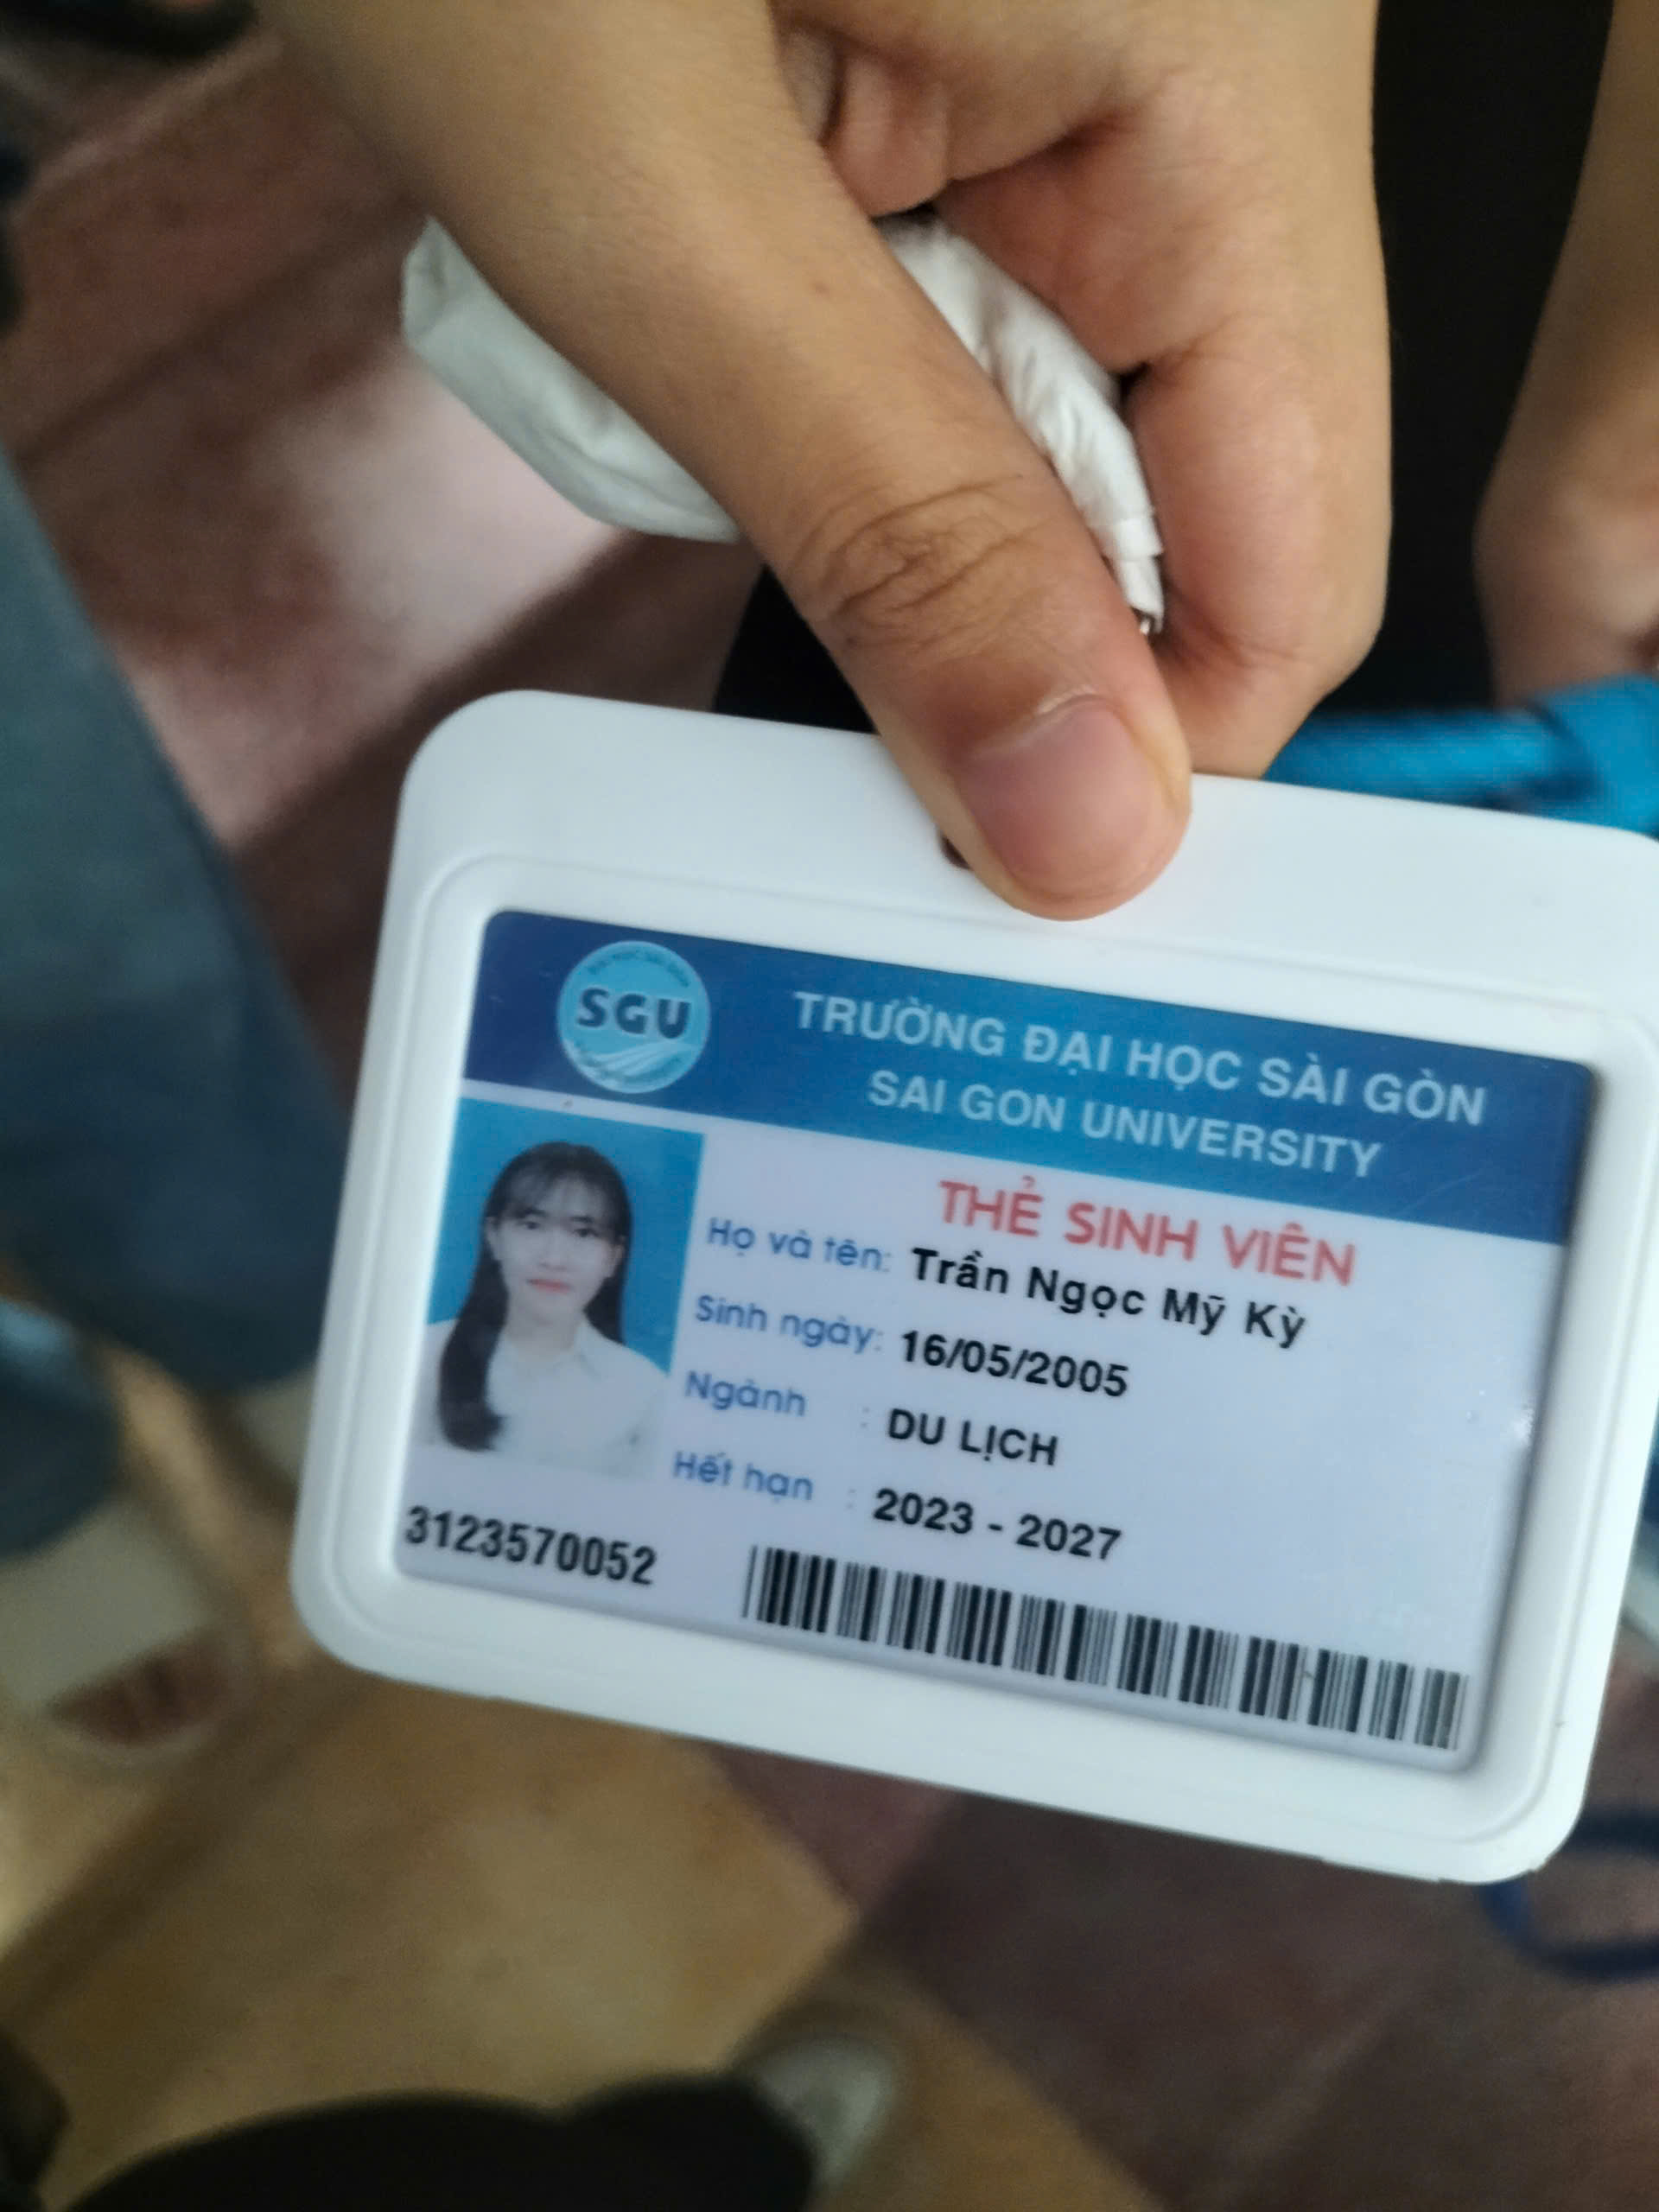 SGU
TRƯỜNG ĐẠI HỌC SÀI GÒN
SAI GON UNIVERSITY
THẺ SINH VIÊN
Họ và tên: Trần Ngọc Mỹ Kỳ
Sinh ngày: 16/05/2005
Ngành : DU LỊCH
Hết hạn : 2023 - 2027
3123570052